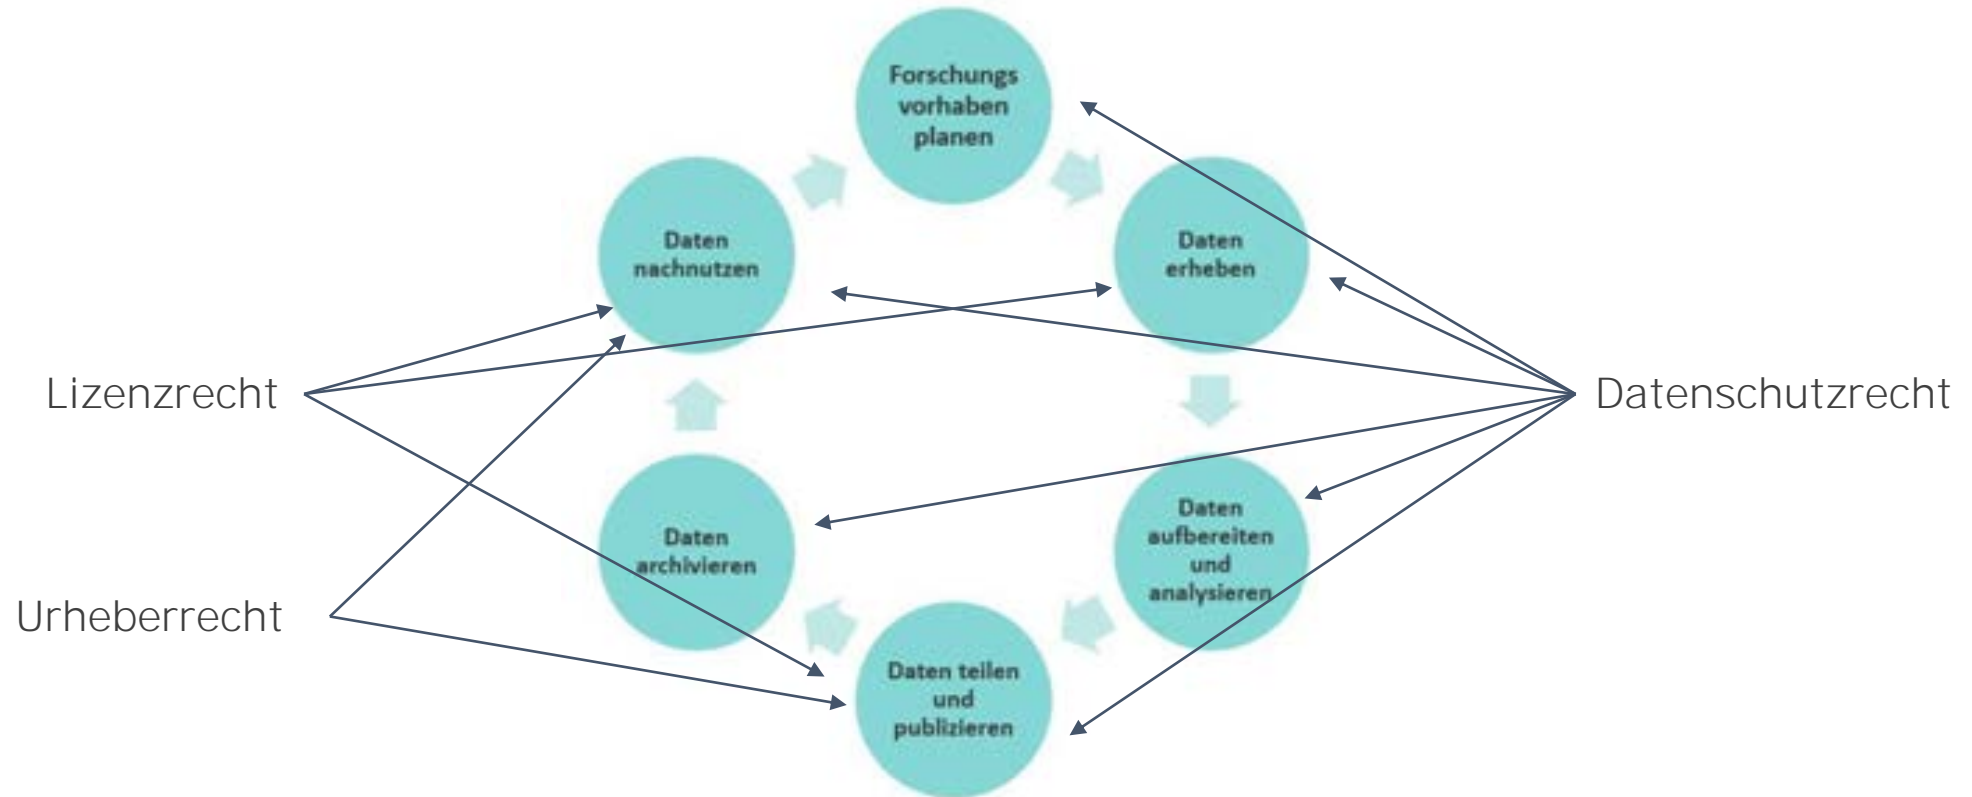 Forschungs
vorhaben
planen
Daten
nachnutzen
Daten
erheben
Lizenzrecht
Datenschutzrecht
Daten
archivieren
Daten
aufbereiten
und
analysieren
Urheberrecht
Daten teilen
und
publizieren